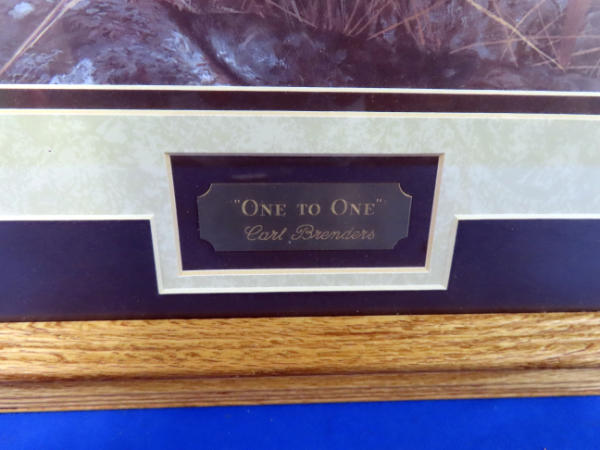 "One to One"
Carl Brenders